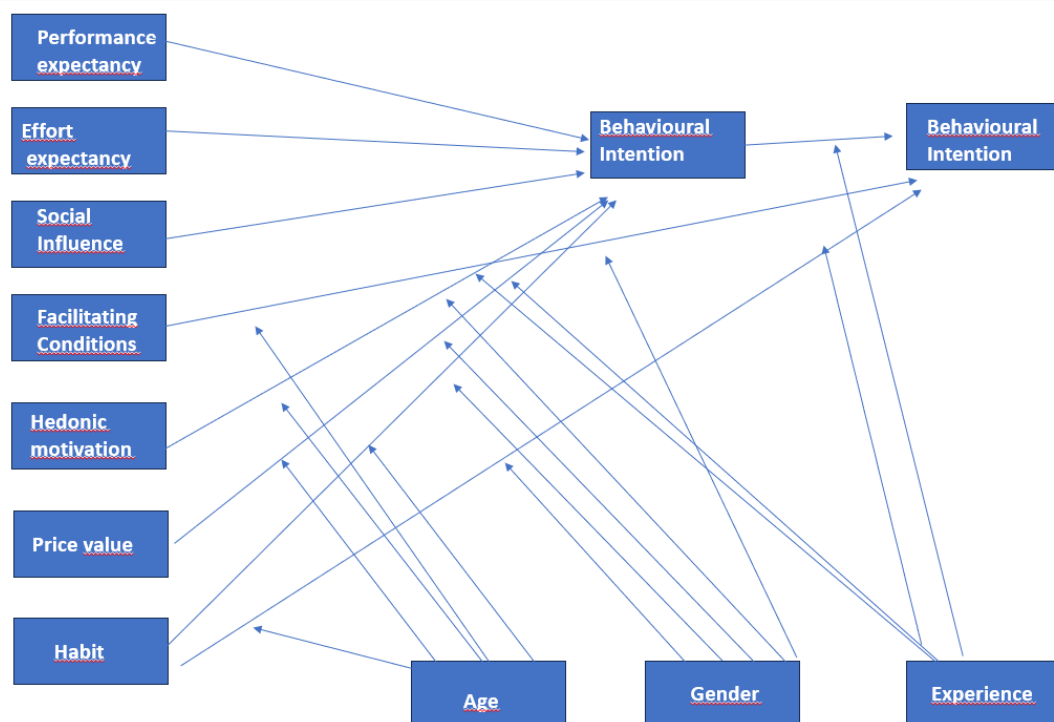 Performance
expectancy
Effort
expectancy
Social
Influence
Facilitating
Conditions
Hedonic
motivation
Price value
Habit
Behavioural
Intention
Behavioural
Intention
Age
Gender
Experience